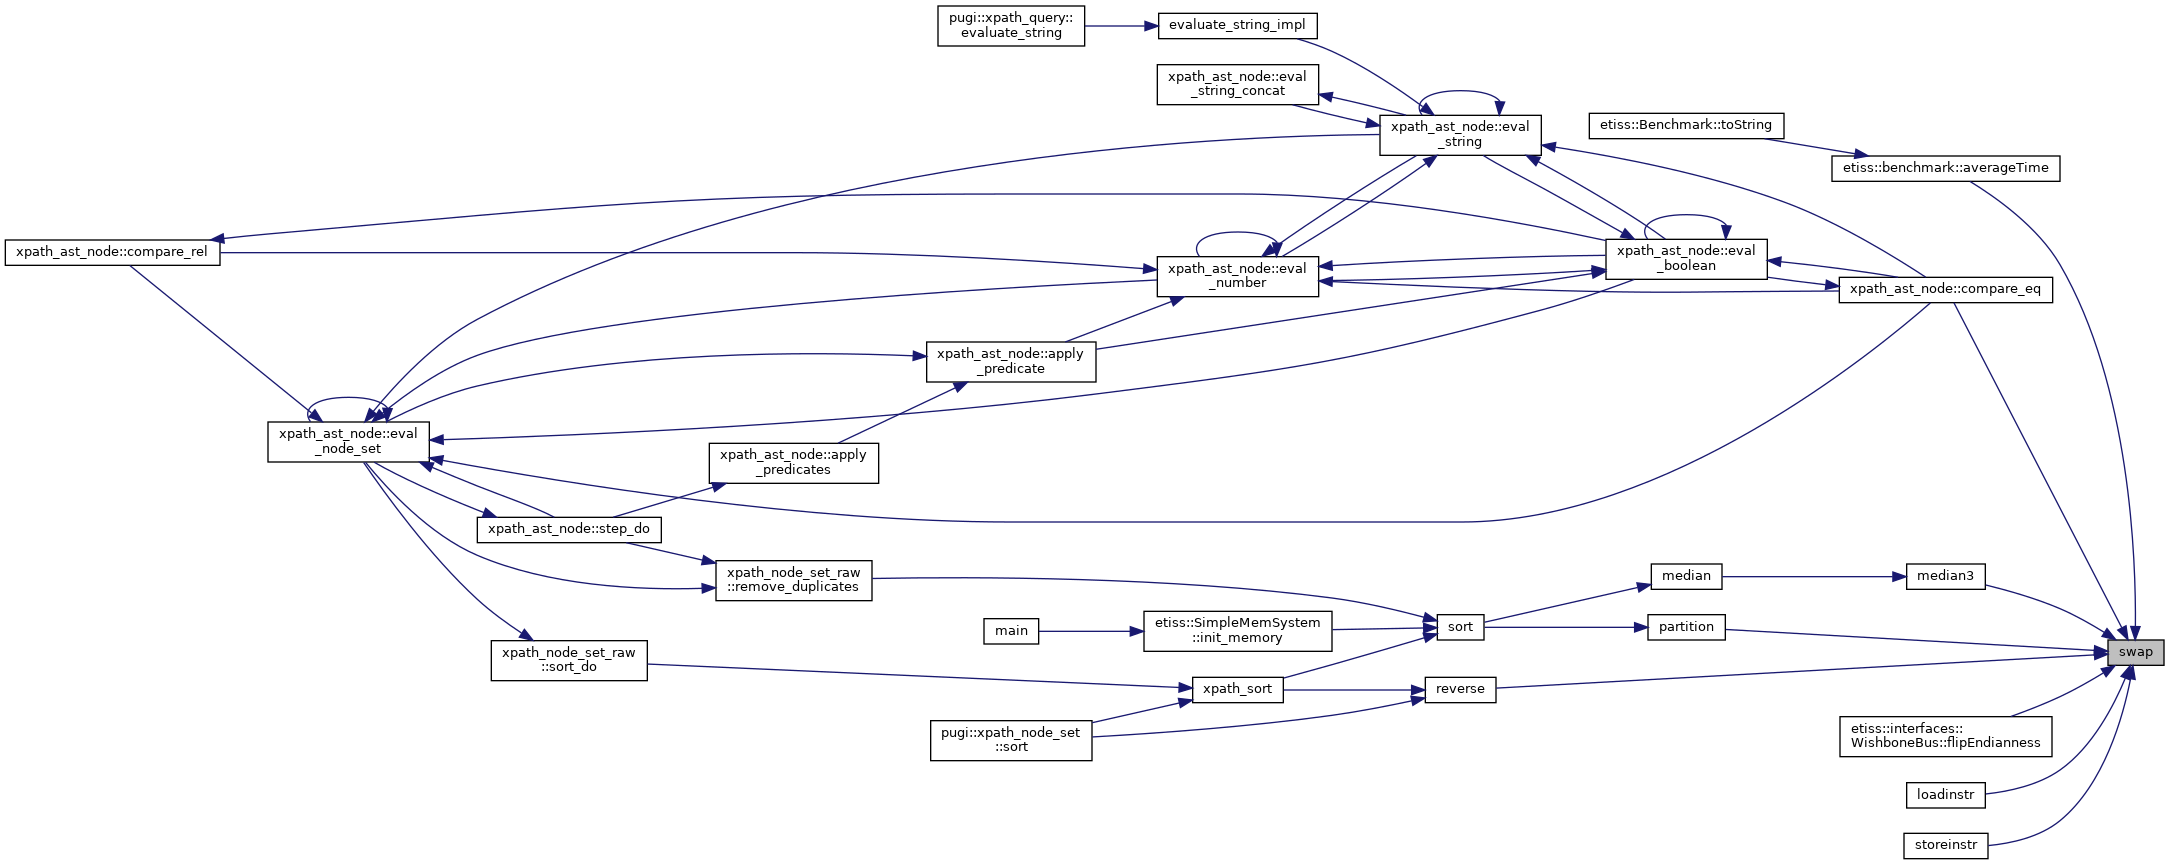 pugi::xpath_query::
evaluate_string
evaluate_string_impl
xpath_ast_node::eval
_string_concat
xpath_ast_node::eval
_string
etiss::Benchmark::toString
etiss::benchmark::averageTime
xpath_ast_node::compare_rel
xpath_ast_node::eval
_number
xpath_ast_node::eval
_boolean
xpath_ast_node::compare_eq
xpath_ast_node::apply
_predicate
xpath_ast_node::eval
_node_set
xpath_ast_node::apply
_predicates
xpath_ast_node::step_do
xpath_node_set_raw
::remove_duplicates
median
median3
main
etiss::SimpleMemSystem
::init_memory
sort
partition
swap
xpath_node_set_raw
::sort_do
xpath_sort
reverse
pugi::xpath_node_set
::sort
etiss::interfaces::
WishboneBus::flipEndianness
loadinstr
storeinstr